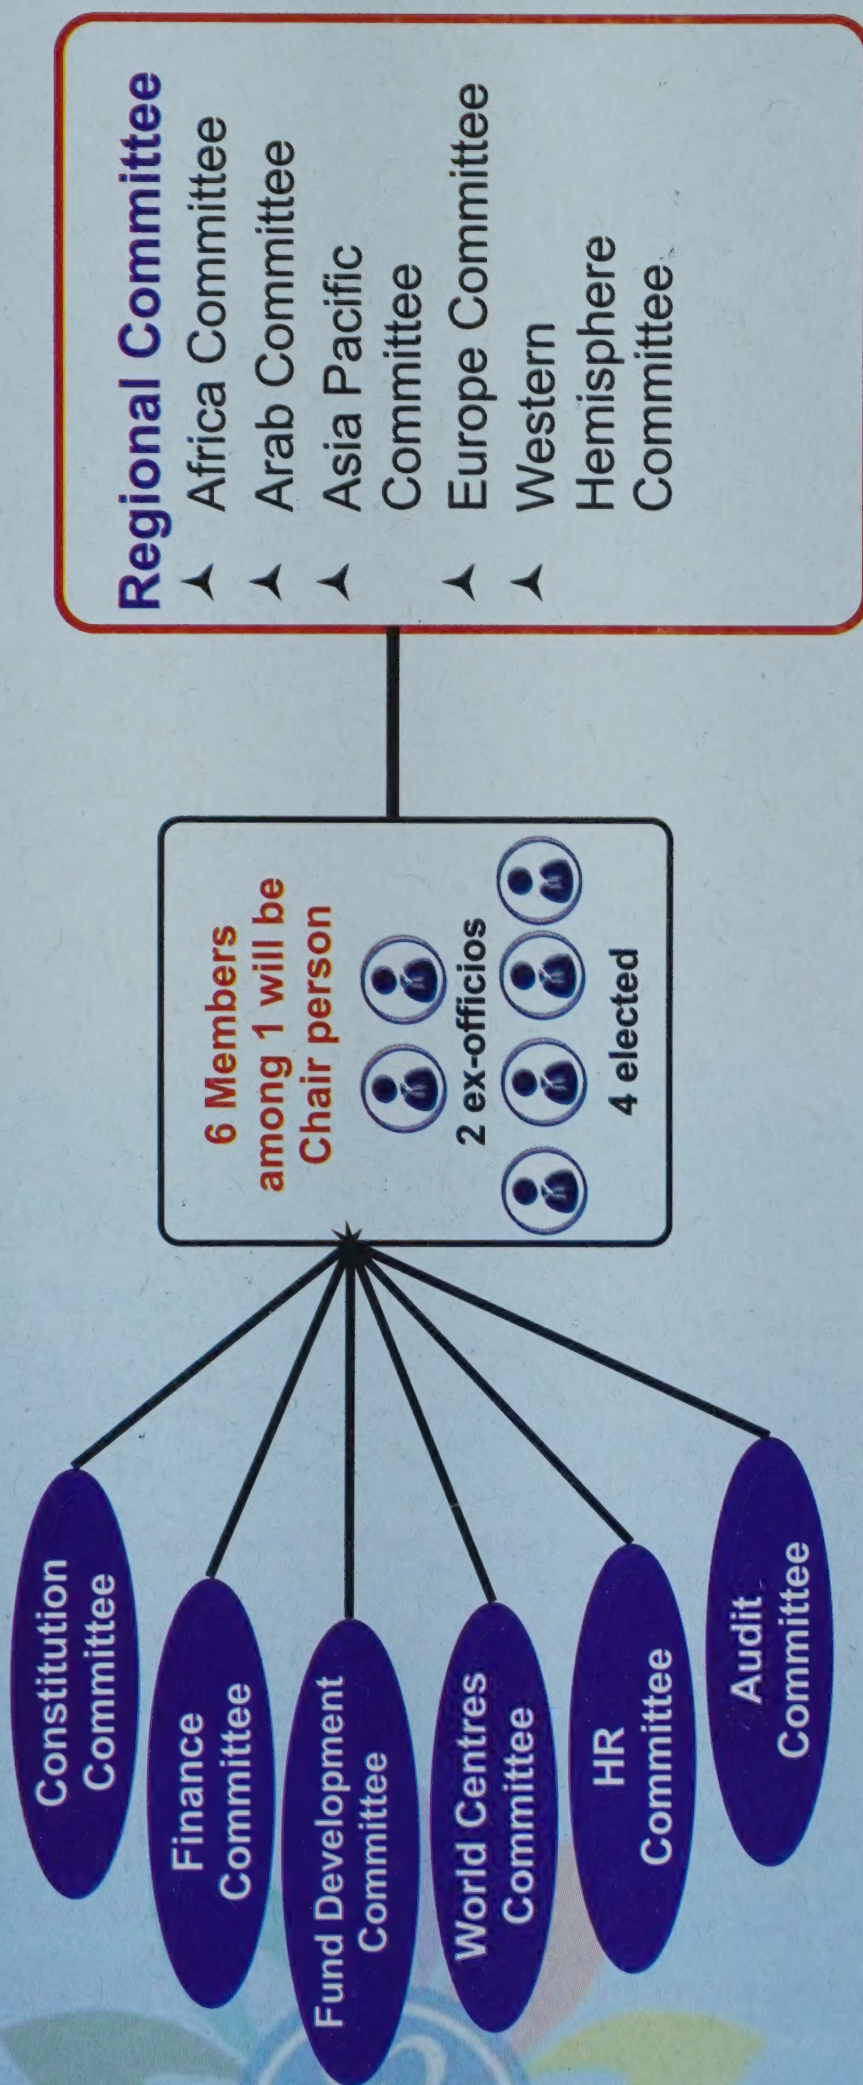 Constitution
Committee
Finance
Committee
Fund Development
Committee
World Centres
Committee
HR
Committee
Audit
Committee
6 Members
among 1 will be
Chair person
2 ex-officios
4 elected
Regional Committee
Africa Committee
Arab Committee
Asia Pacific
Committee
Europe Committee
Western
Hemisphere
Committee